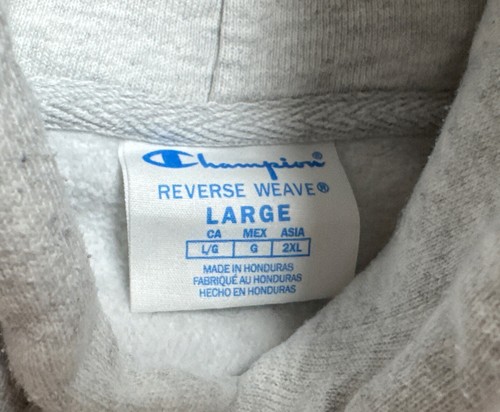 Champion®
REVERSE WEAVE®
LARGE
CA MEX ASIA
L/G G 2XL
MADE IN HONDURAS
FABRIQUÉ AU HONDURAS
HECHO EN HONDURAS